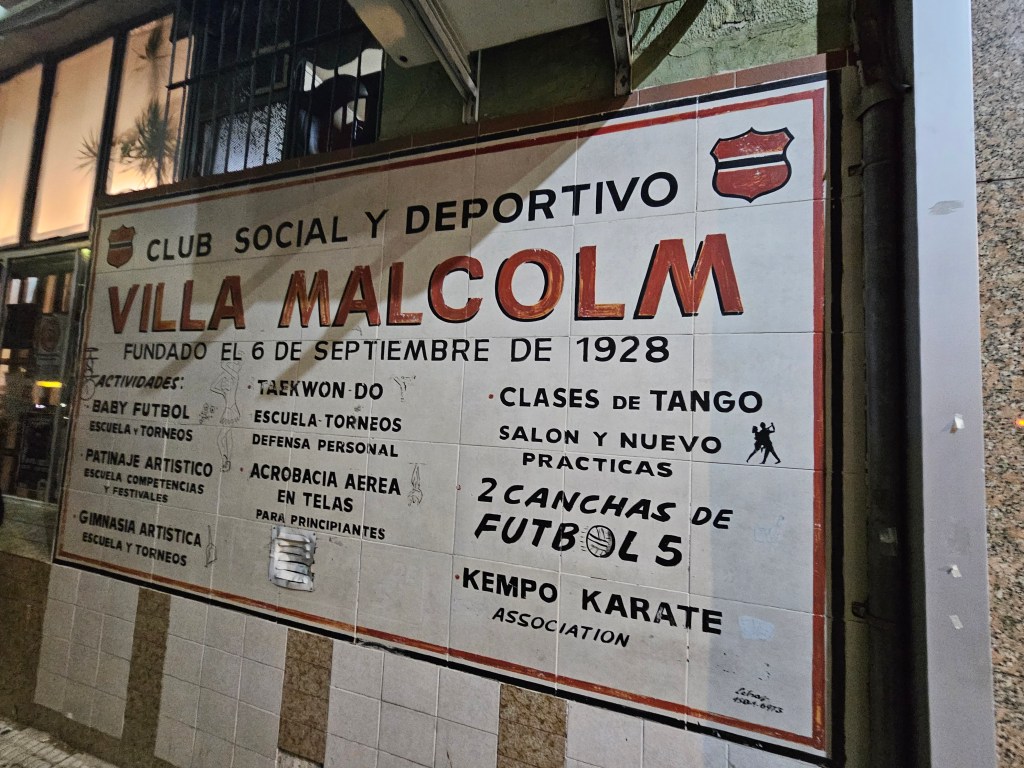 CLUB SOCIAL Y DEPORTIVO
VILLA MALCOLM
FUNDADO EL 6 DE SEPTIEMBRE DE 1928
ACTIVIDADES:
· BABY FUTBOL
ESCUELA Y TORNEOS
· PATINAJE ARTISTICO
ESCUELA COMPETENCIAS
Y FESTIVALES
· GIMNASIA ARTISTICA
ESCUELA Y TORNEOS
· TAEKWON-DO
ESCUELA-TORNEOS
DEFENSA PERSONAL
· ACROBACIA AEREA
EN TELAS
PARA PRINCIPIANTES
· CLASES DE TANGO
SALON Y NUEVO
PRACTICAS
· 2 CANCHAS DE
FUTBOL 5
· KEMPO KARATE
ASSOCIATION